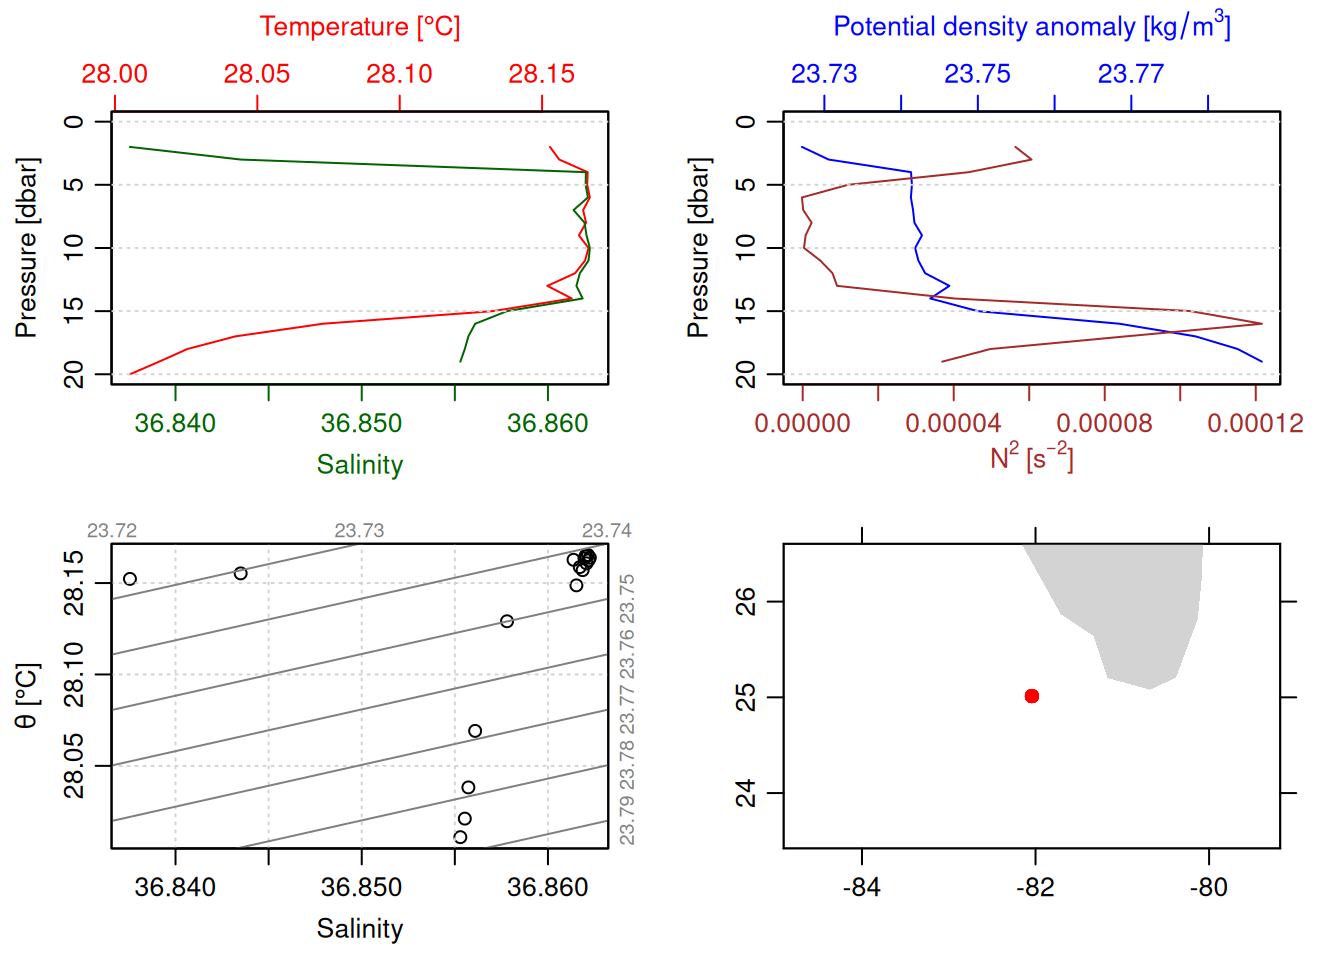 Temperature [°C]
28.00 28.05 28.10 28.15
Pressure [dbar]
0
5
10
15
20
36.840 36.850 36.860
Salinity
Potential density anomaly [kg/m³]
23.73 23.75 23.77
Pressure [dbar]
0
5
10
15
20
0.00000 0.00004 0.00008 0.00012
N² [s⁻²]
23.72 23.73 23.74
θ [°C]
28.15
28.10
28.05
23.75
23.76
23.77
23.78
23.79
36.840 36.850 36.860
Salinity
26
25
24
-84 -82 -80